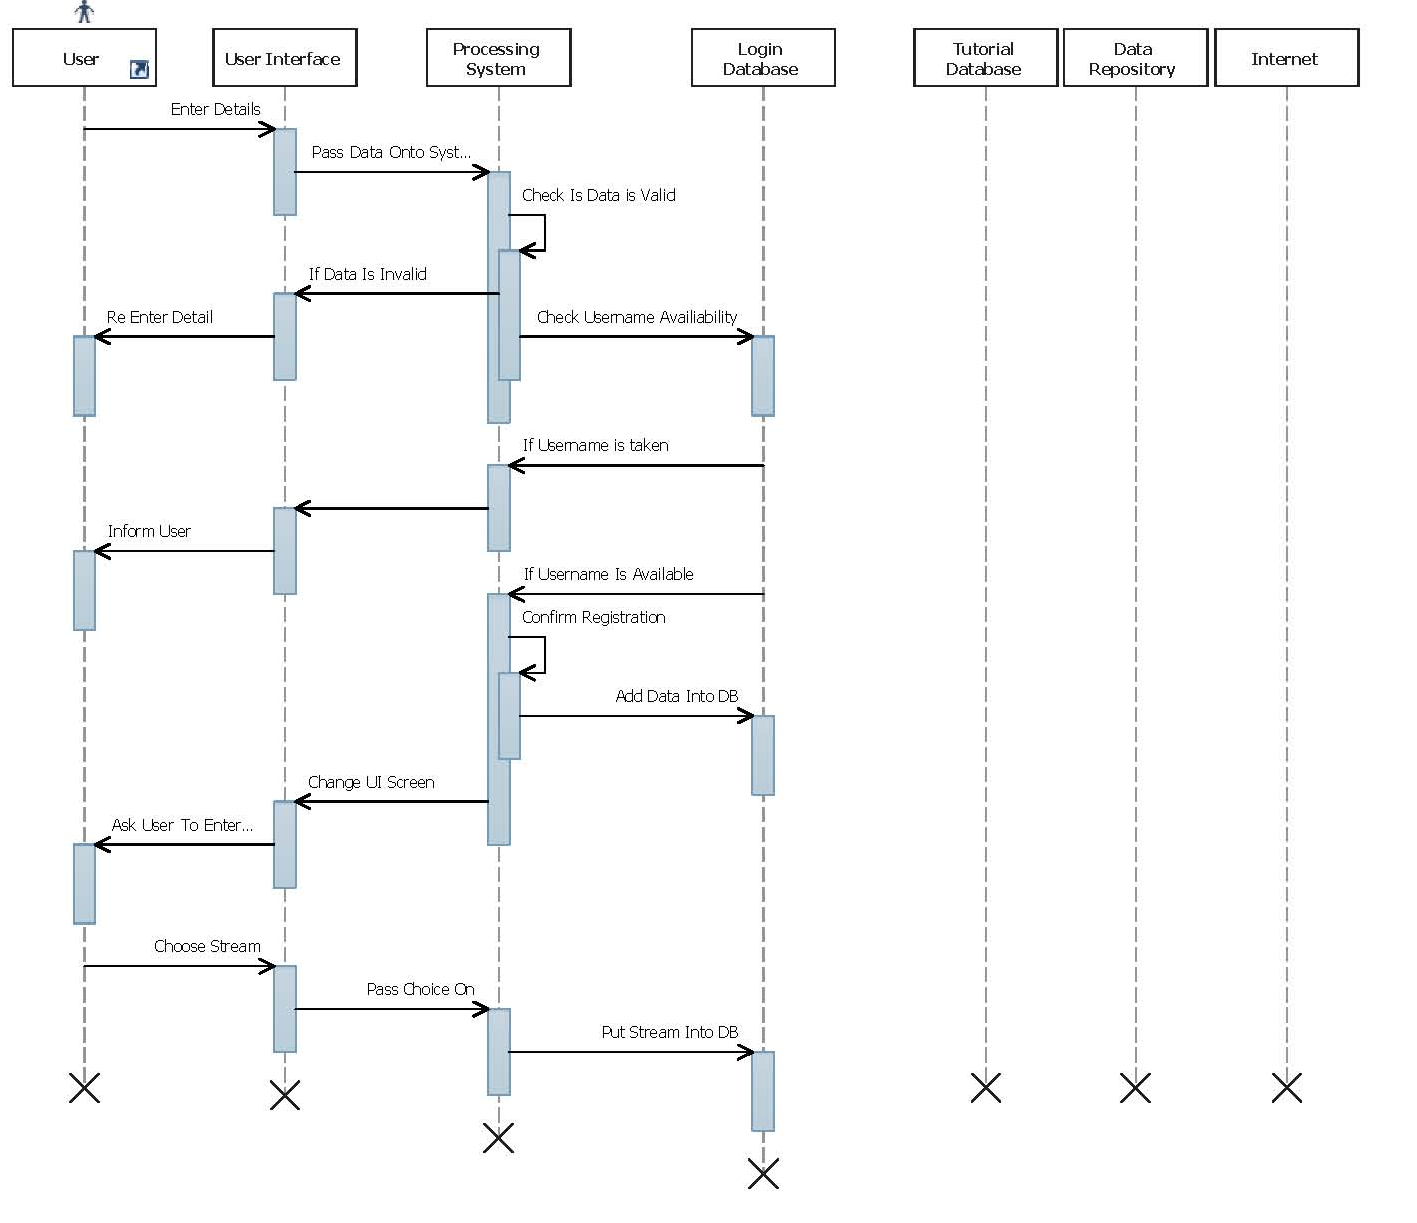 User
User Interface
Processing
System
Login
Database
Tutorial
Database
Data
Repository
Internet
Enter Details
Pass Data Onto Syst...
Check Is Data is Valid
If Data Is Invalid
Re Enter Detail
Check Username Availiability
If Username is taken
Inform User
If Username Is Available
Confirm Registration
Add Data Into DB
Change UI Screen
Ask User To Enter...
Choose Stream
Pass Choice On
Put Stream Into DB